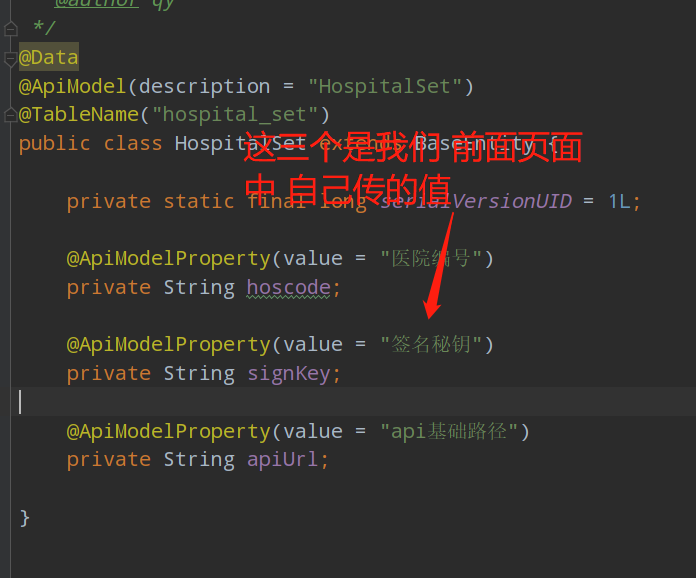 @author qy
*/
@Data
@ApiModel(description = "HospitalSet")
@TableName("hospital_set")
public class HospitalSet extends BaseEntity {
这三个是我们 前面页面
中 自己传的值
private static final long serialVersionUID = 1L;
@ApiModelProperty(value = "医院编号")
private String hoscode;
@ApiModelProperty(value = "签名秘钥")
private String signKey;
@ApiModelProperty(value = "api基础路径")
private String apiUrl;
}